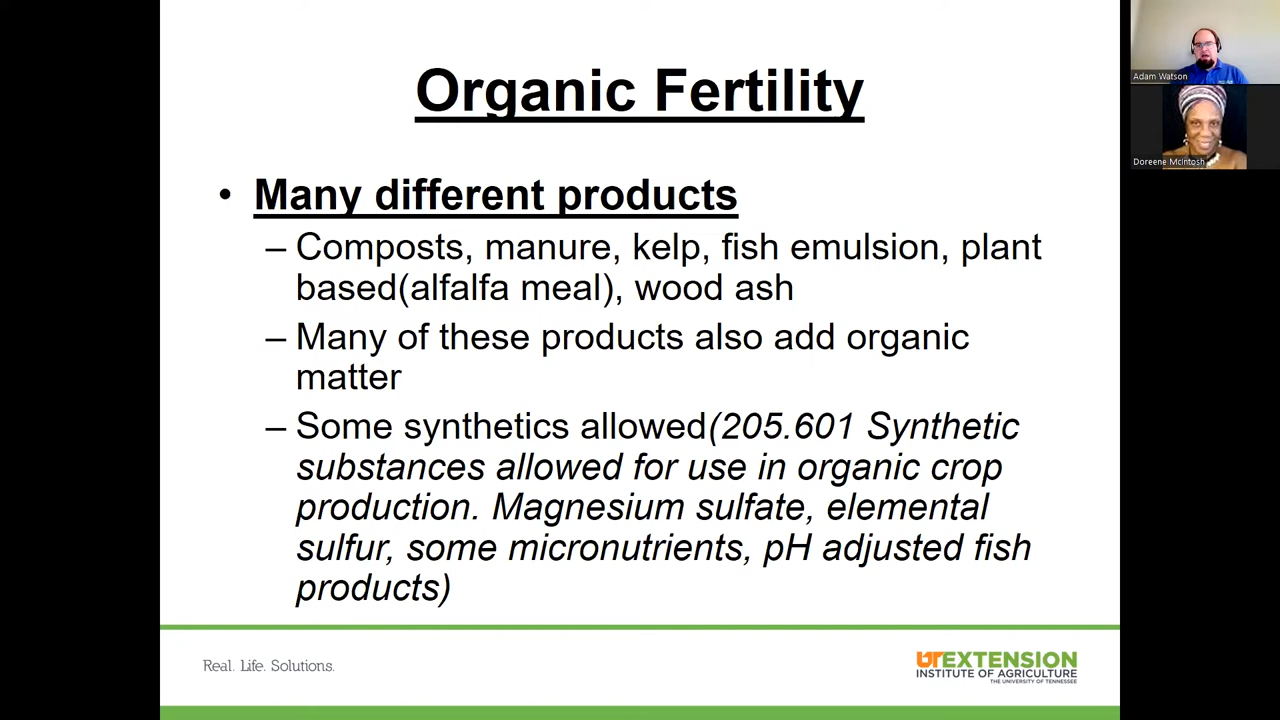 Organic Fertility
• Many different products
– Composts, manure, kelp, fish emulsion, plant
based(alfalfa meal), wood ash
– Many of these products also add organic
matter
– Some synthetics allowed(205.601 Synthetic
substances allowed for use in organic crop
production. Magnesium sulfate, elemental
sulfur, some micronutrients, pH adjusted fish
products)
Real. Life. Solutions.
UT EXTENSION
INSTITUTE OF AGRICULTURE
THE UNIVERSITY OF TENNESSEE
Adam Watson
Doreene McIntosh